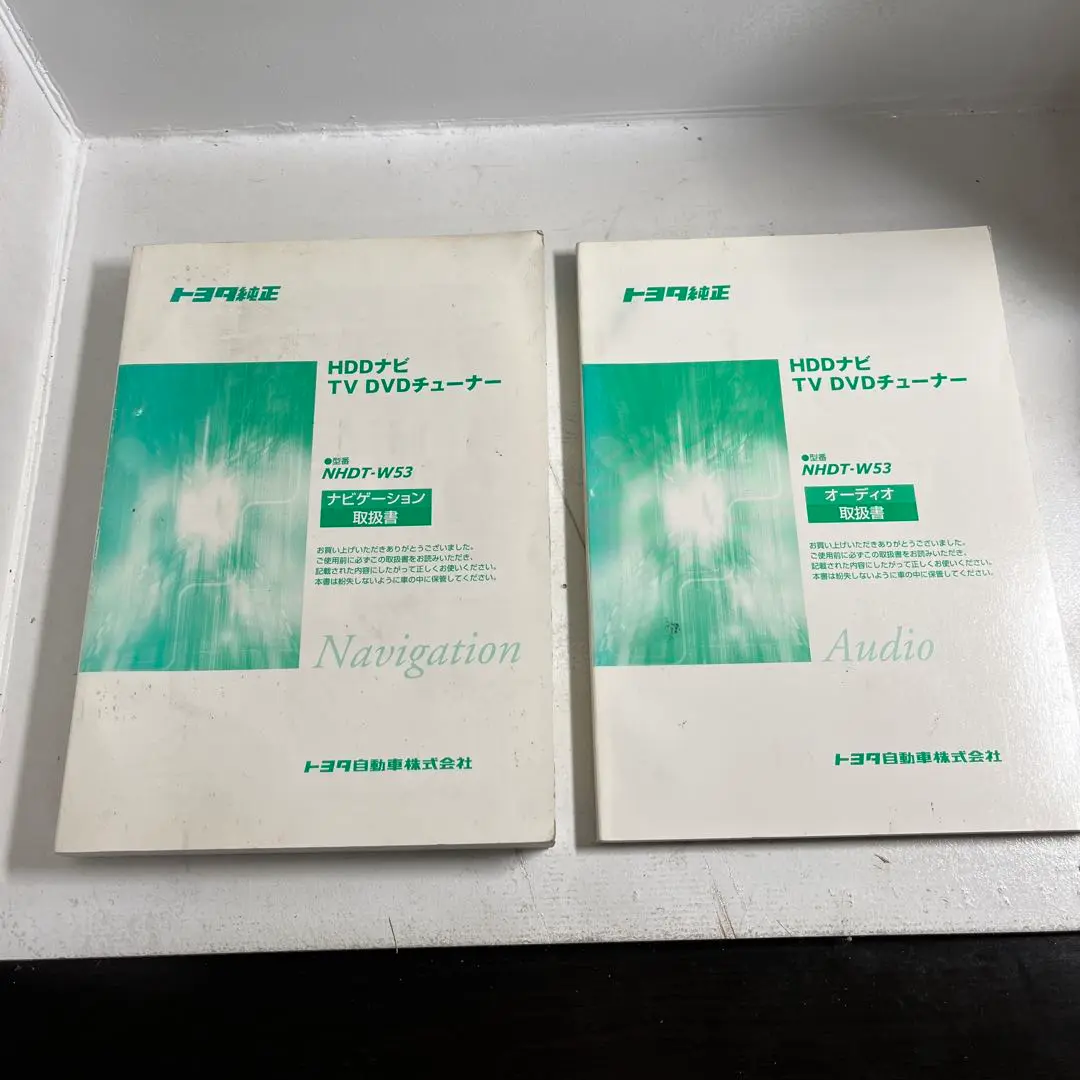 トヨタ純正
HDDナビ
TV DVDチューナー
●型番
NHDT-W53
ナビゲーション
取扱書
お買い上げいただきありがとうございました。
ご使用前に必ずこの取扱書をお読みいただき、
記載された内容にしたがって正しくお使いください。
本書は紛失しないように車の中に保管してください。
Navigation
トヨタ自動車株式会社
トヨタ純正
HDDナビ
TV DVDチューナー
●型番
NHDT-W53
オーディオ
取扱書
お買い上げいただきありがとうございました。
ご使用前に必ずこの取扱書をお読みいただき、
記載された内容にしたがって正しくお使いください。
本書は紛失しないように車の中に保管してください。
Audio
トヨタ自動車株式会社